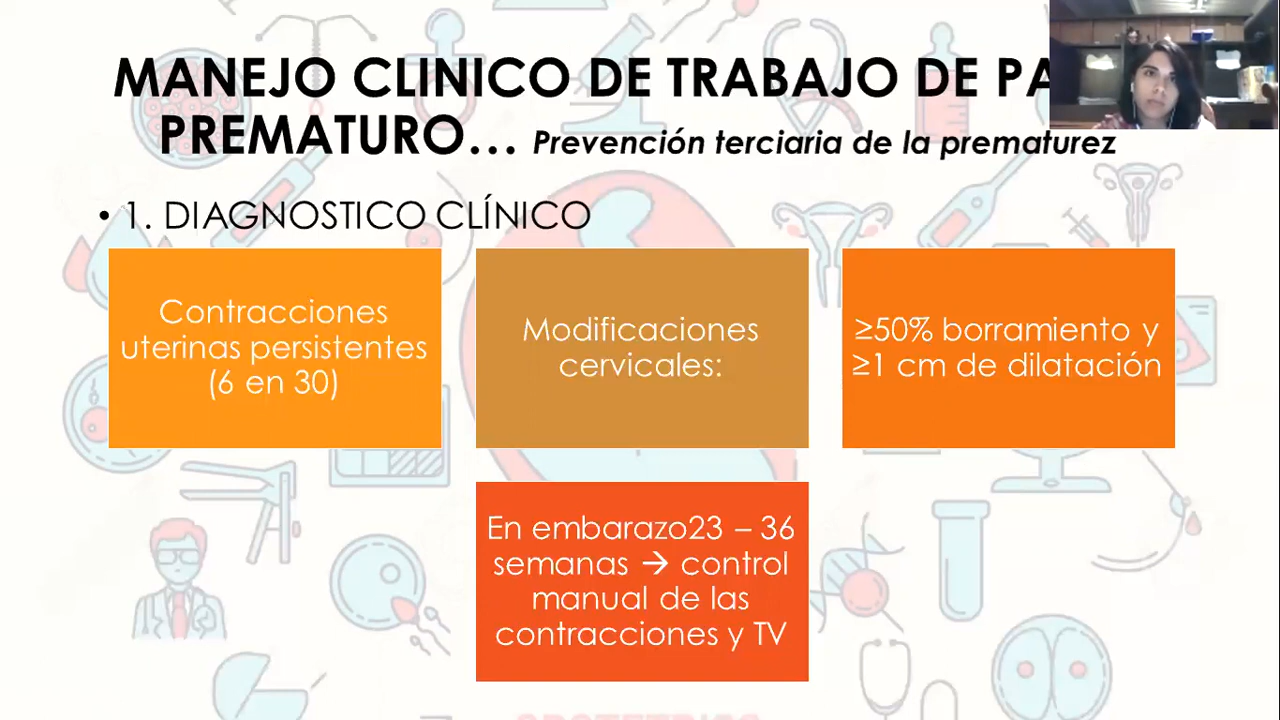 MANEJO CLINICO DE TRABAJO DE
PREMATURO... Prevención terciaria de la prematurez
• 1. DIAGNOSTICO CLÍNICO
Contracciones
uterinas persistentes
(6 en 30)
Modificaciones
cervicales:
≥50% borramiento y
≥1 cm de dilatación
En embarazo23 – 36
semanas → control
manual de las
contracciones y TV